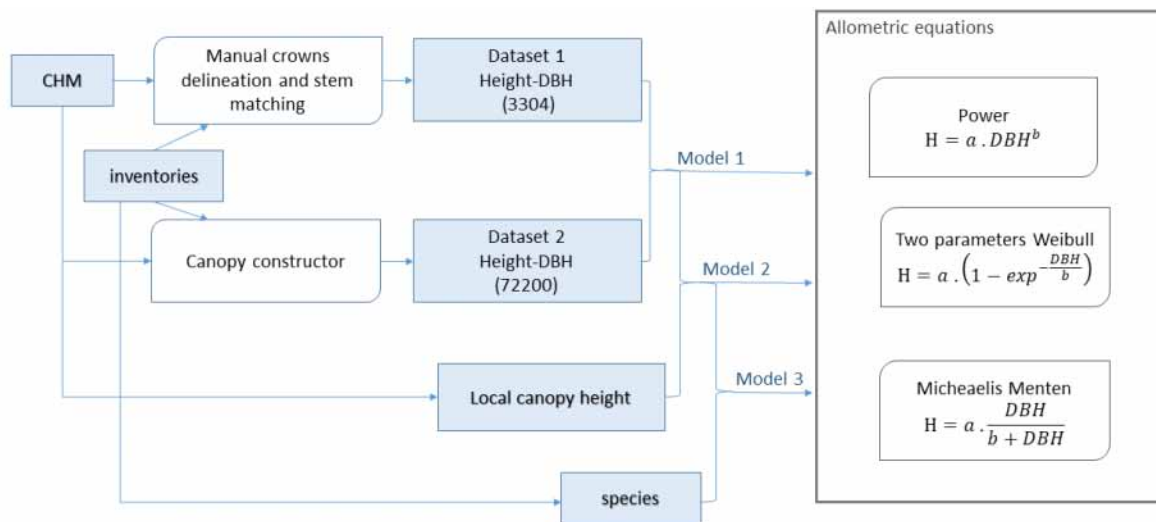 Allometric equations
CHM
Manual crowns
delineation and stem
matching
Dataset 1
Height-DBH
(3304)
Power
H = a . DBH^b
Model 1
inventories
Canopy constructor
Dataset 2
Height-DBH
(72200)
Model 2
Two parameters Weibull
H = a . (1 − exp^{−DBH/b})
Local canopy height
Model 3
Micheaelis Menten
H = a . DBH/(b + DBH)
species